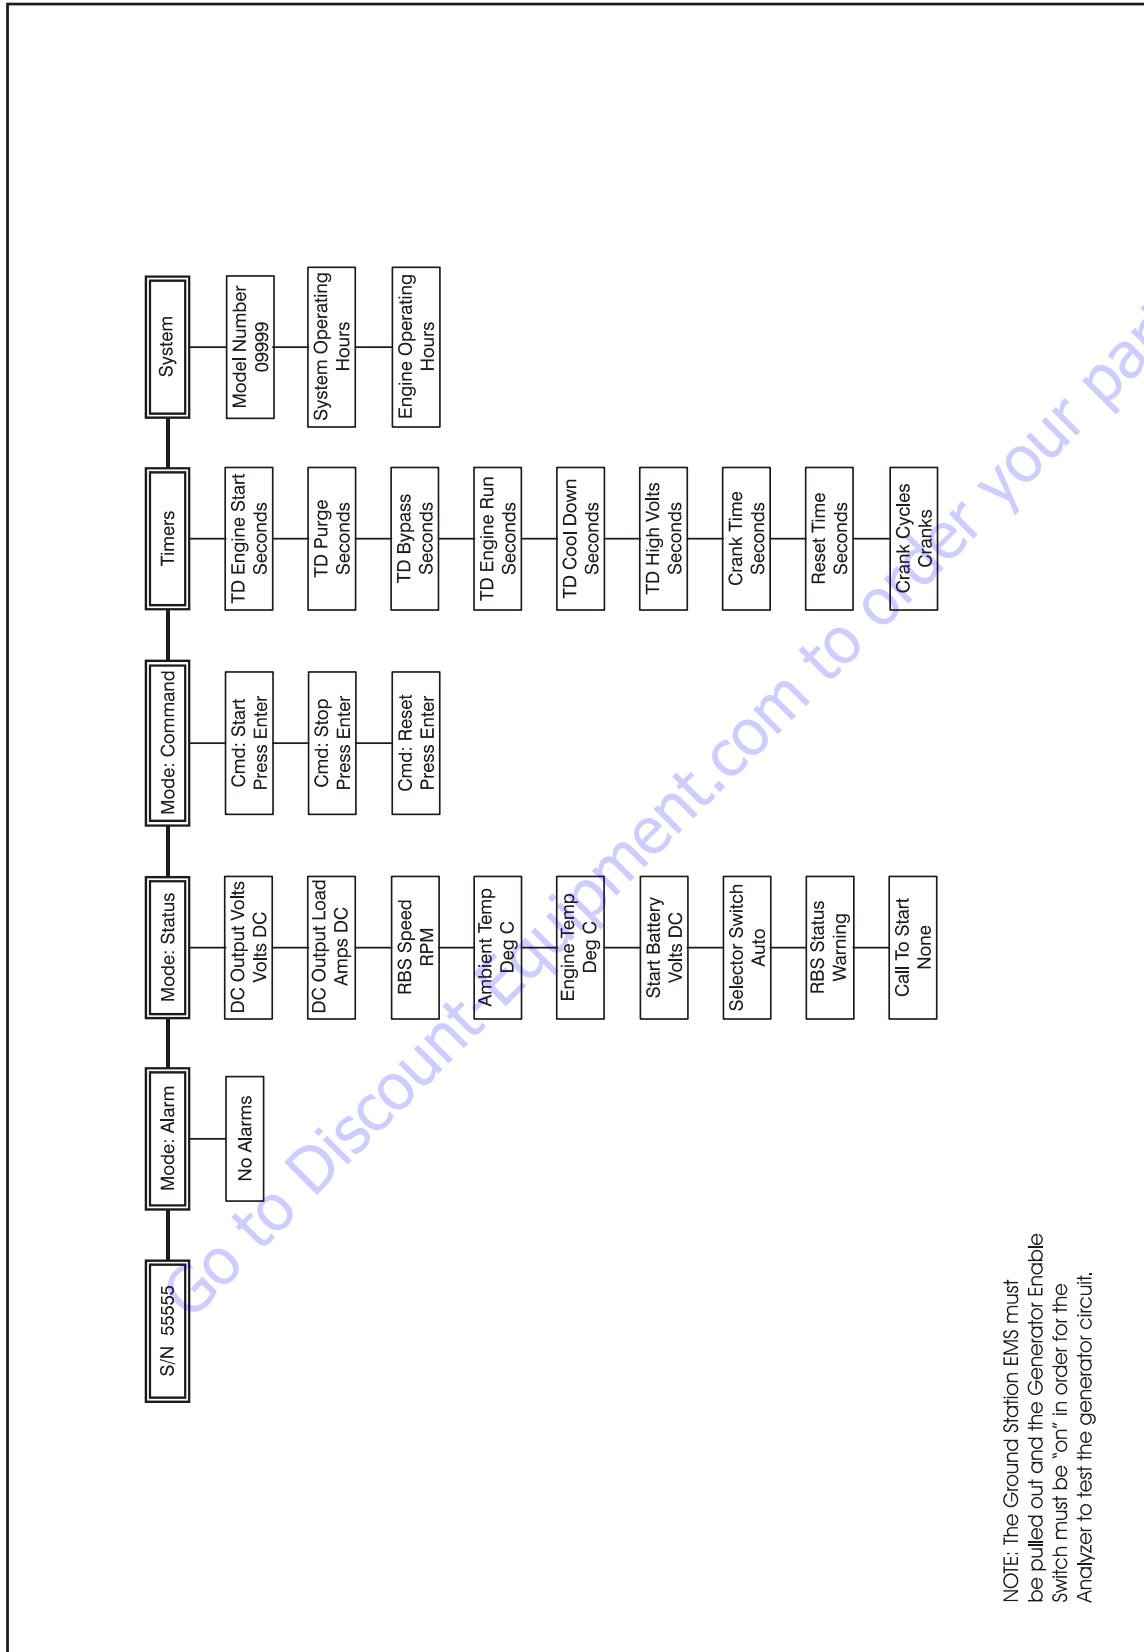 S/N 55555
Mode: Alarm
No Alarms
Mode: Status
DC Output Volts
Volts DC
DC Output Load
Amps DC
RBS Speed
RPM
Ambient Temp
Deg C
Engine Temp
Deg C
Start Battery
Volts DC
Selector Switch
Auto
RBS Status
Warning
Call To Start
None
Mode: Command
Cmd: Start
Press Enter
Cmd: Stop
Press Enter
Cmd: Reset
Press Enter
Timers
TD Engine Start
Seconds
TD Purge
Seconds
TD Bypass
Seconds
TD Engine Run
Seconds
TD Cool Down
Seconds
TD High Volts
Seconds
Crank Time
Seconds
Reset Time
Seconds
Crank Cycles
Cranks
System
Model Number
09999
System Operating
Hours
Engine Operating
Hours
NOTE: The Ground Station EMS must
be pulled out and the Generator Enable
Switch must be "on" in order for the
Analyzer to test the generator circuit.
Go to Discount-Equipment.com to order your par